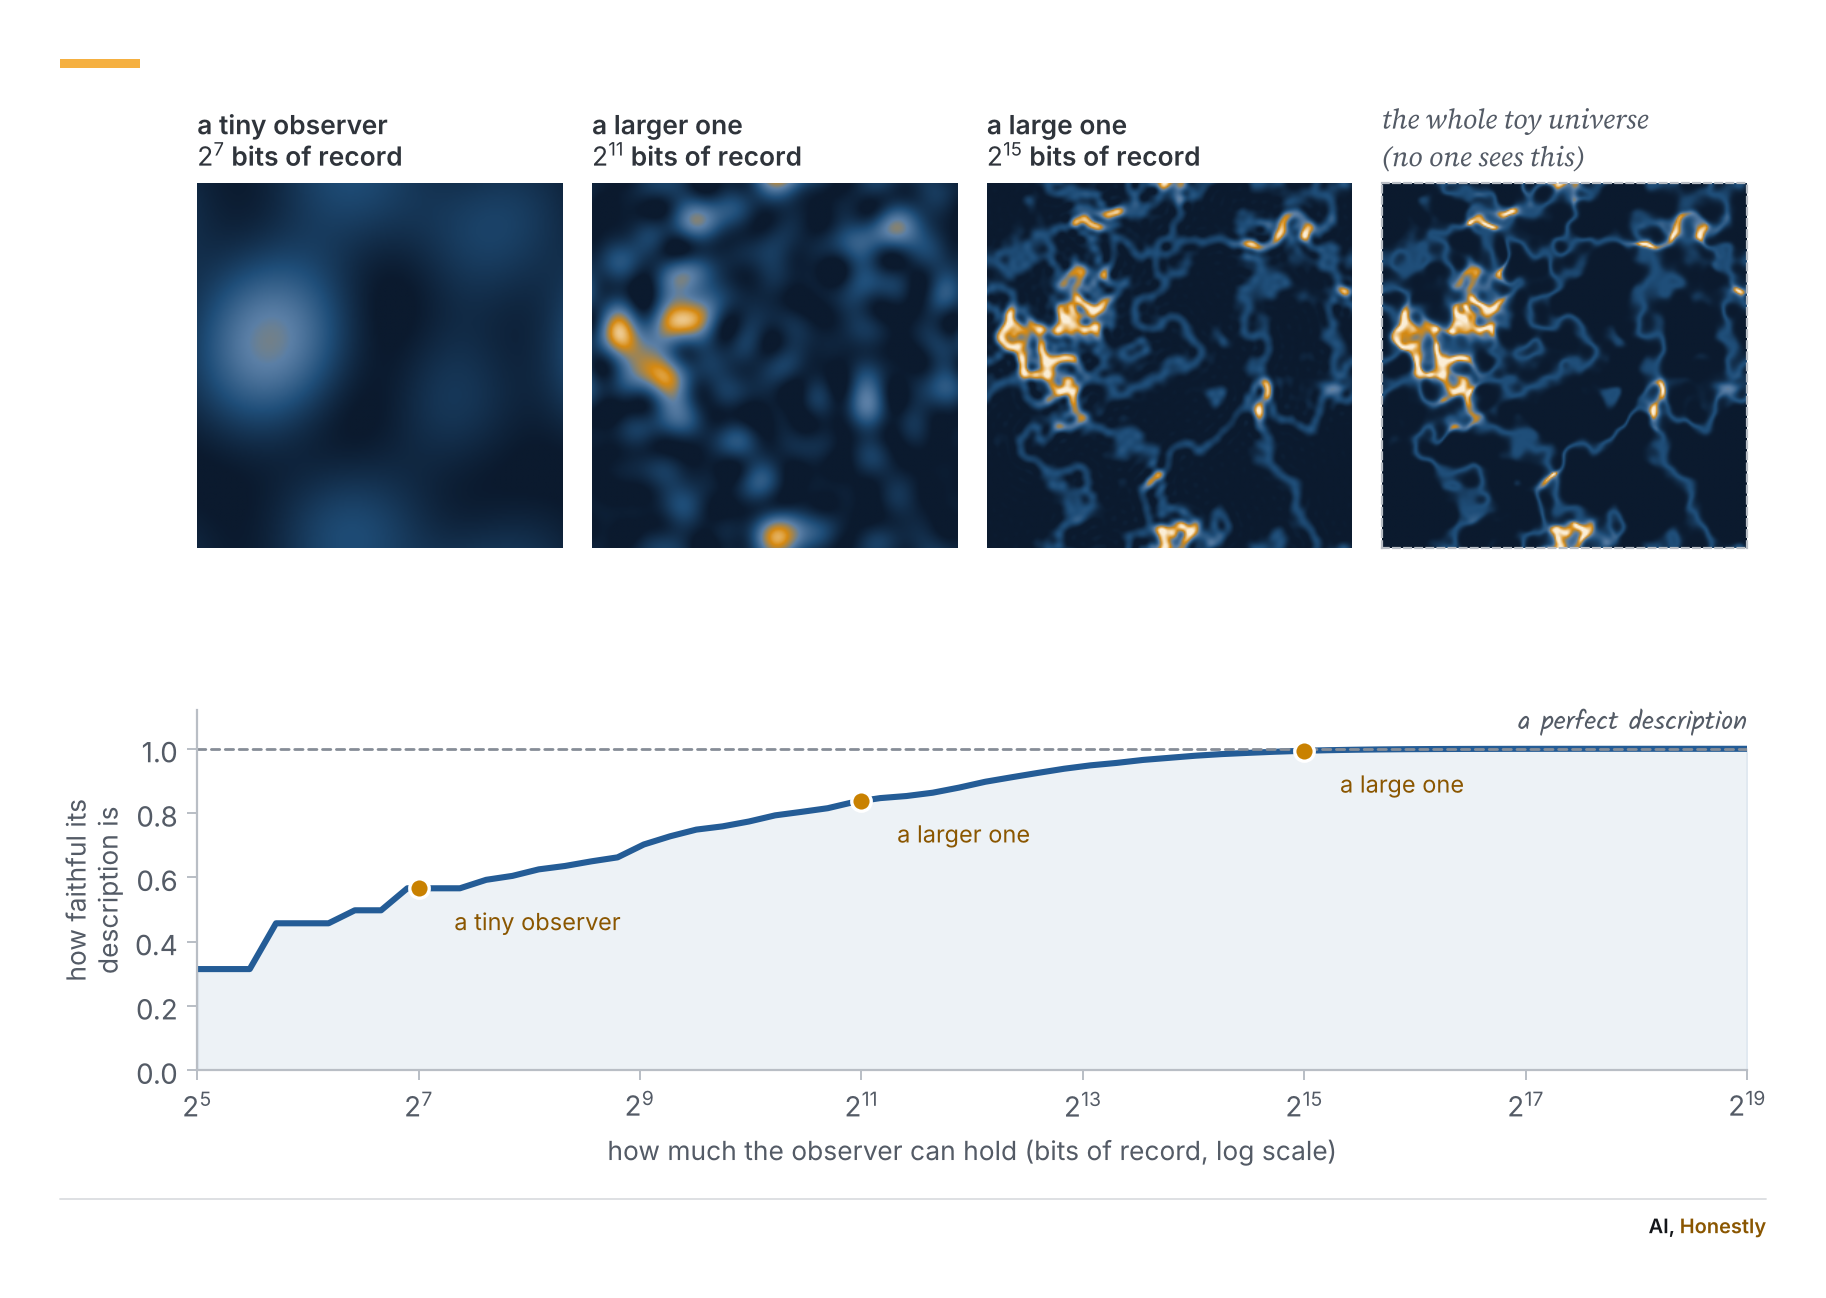 a tiny observer
2⁷ bits of record
a larger one
2¹¹ bits of record
a large one
2¹⁵ bits of record
the whole toy universe
(no one sees this)
a perfect description
1.0
0.8
0.6
0.4
0.2
0.0
how faithful its
description is
a tiny observer
a larger one
a large one
2⁵
2⁷
2⁹
2¹¹
2¹³
2¹⁵
2¹⁷
2¹⁹
how much the observer can hold (bits of record, log scale)
AI, Honestly